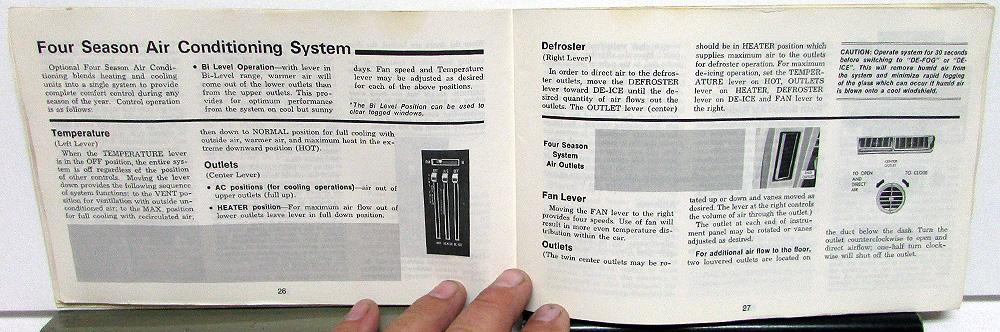 Four Season Air Conditioning System
Optional Four Season Air Condi-
tioning blends heating and cooling
units into a single system to provide
complete comfort control during any
season of the year. Control operation
is as follows:
• Bi Level Operation—with lever in
Bi-Level range, warmer air will
come out of the lower outlets than
from the upper outlets. This pro-
vides for optimum performance
from the system on cool but sunny
days. Fan speed and Temperature
lever may be adjusted as desired
for each of the above positions.
*The Bi Level Position can be used to
clear fogged windows.
Temperature
(Left Lever)
When the TEMPERATURE lever
is in the OFF position, the entire sys-
tem is off regardless of the position
of other controls. Moving the lever
down provides the following sequence
of system functions: to the VENT po-
sition for ventilation with outside un-
conditioned air; to the MAX position
for full cooling with recirculated air,
then down to NORMAL position for full cooling with
outside air, warmer air, and maximum heat in the ex-
treme downward position (HOT).
Outlets
(Center Lever)
• AC positions (for cooling operations)—air out of
upper outlets (full up).
• HEATER position—For maximum air flow out of
lower outlets leave lever in full down position.
26
Defroster
(Right Lever)
In order to direct air to the defros-
ter outlets, move the DEFROSTER
lever toward DE-ICE until the de-
sired quantity of air flows out the
outlets. The OUTLET lever (center)
should be in HEATER position which
supplies maximum air to the outlets
for defroster operation. For maximum
de-icing operation, set the TEMPER-
ATURE lever on HOT, OUTLETS
lever on HEATER, DEFROSTER
lever on DE-ICE and FAN lever to
the right.
CAUTION: Operate system for 30 seconds
before switching to "DE-FOG" or "DE-
ICE". This will remove humid air from
the system and minimize rapid fogging
of the glass which can occur if humid air
is blown onto a cool windshield.
Four Season
System
Air Outlets
CENTER
OUTLET
TO OPEN
AND
DIRECT
AIR
TO CLOSE
Fan Lever
Moving the FAN lever to the right
provides four speeds. Use of fan will
result in more even temperature dis-
tribution within the car.
Outlets
(The twin center outlets may be ro-
tated up or down and vanes moved as
desired. The lever at the right controls
the volume of air through the outlet.)
The outlet at each end of instru-
ment panel may be rotated or vanes
adjusted as desired.
For additional air flow to the floor,
two louvered outlets are located on
the duct below the dash. Turn the
outlet counterclockwise to open and
direct airflow; one-half turn clock-
wise will shut off the outlet.
27